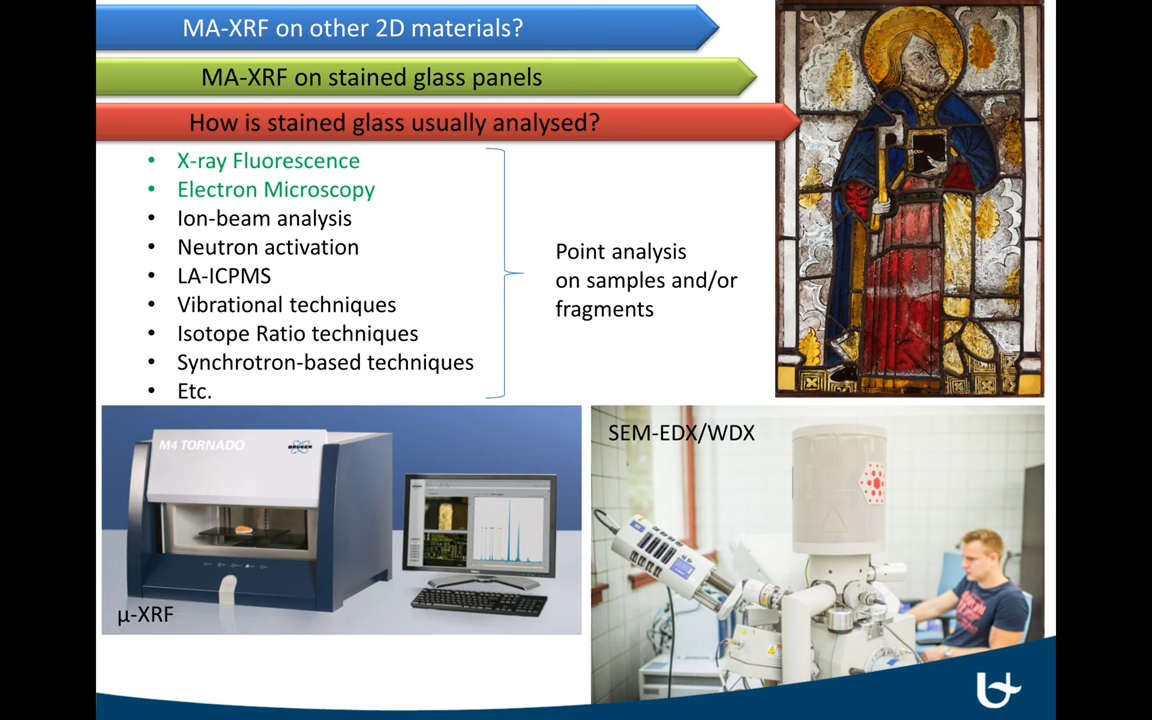 MA-XRF on other 2D materials?
MA-XRF on stained glass panels
How is stained glass usually analysed?
• X-ray Fluorescence
• Electron Microscopy
• Ion-beam analysis
• Neutron activation
• LA-ICPMS
• Vibrational techniques
• Isotope Ratio techniques
• Synchrotron-based techniques
• Etc.
Point analysis
on samples and/or
fragments
M4 TORNADO
BRUKER
μ-XRF
SEM-EDX/WDX